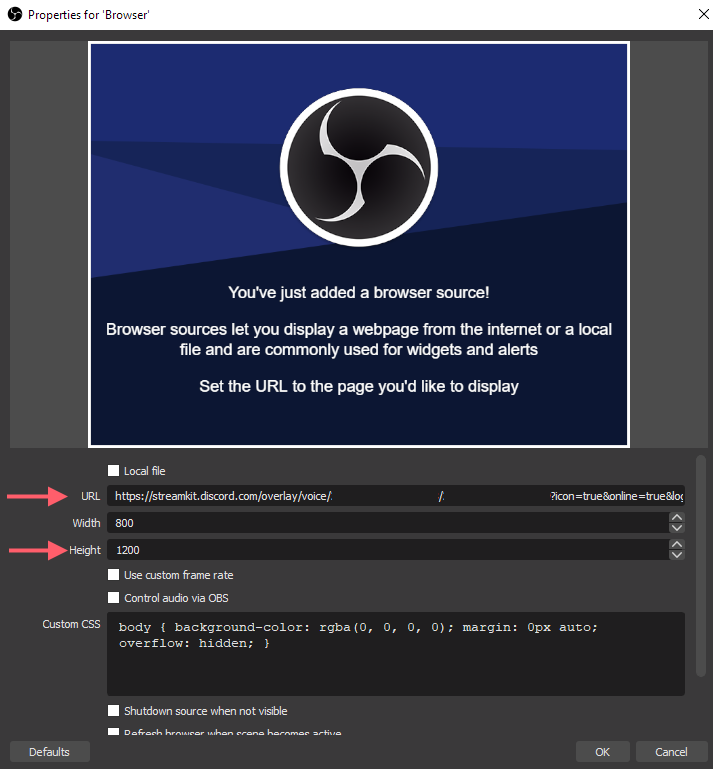 Properties for 'Browser'
You've just added a browser source!
Browser sources let you display a webpage from the internet or a local
file and are commonly used for widgets and alerts
Set the URL to the page you'd like to display
Local file
URL https://streamkit.discord.com/overlay/voice/ / ?icon=true&online=true&log
Width 800
Height 1200
Use custom frame rate
Control audio via OBS
Custom CSS body { background-color: rgba(0, 0, 0, 0); margin: 0px auto;
overflow: hidden; }
Shutdown source when not visible
Refresh browser when scene becomes active
Defaults OK Cancel